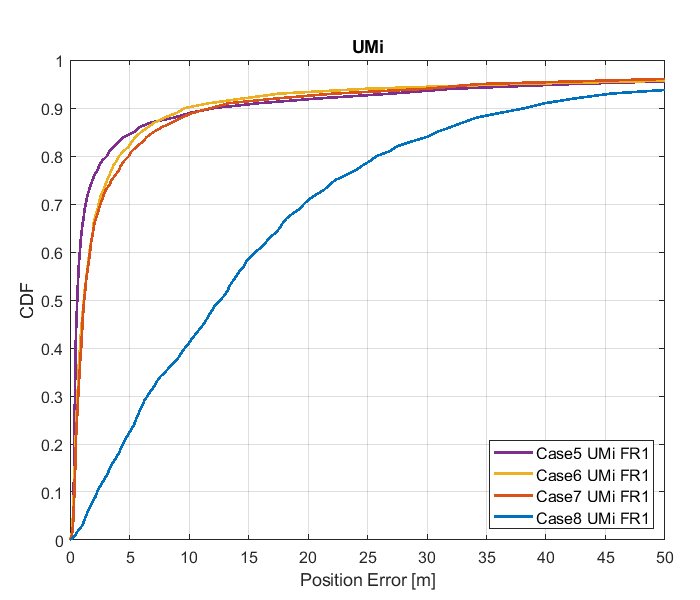 UMi
1
0.9
0.8
0.7
0.6
0.5
0.4
0.3
0.2
0.1
0
CDF
Case5 UMi FR1
Case6 UMi FR1
Case7 UMi FR1
Case8 UMi FR1
0 5 10 15 20 25 30 35 40 45 50
Position Error [m]